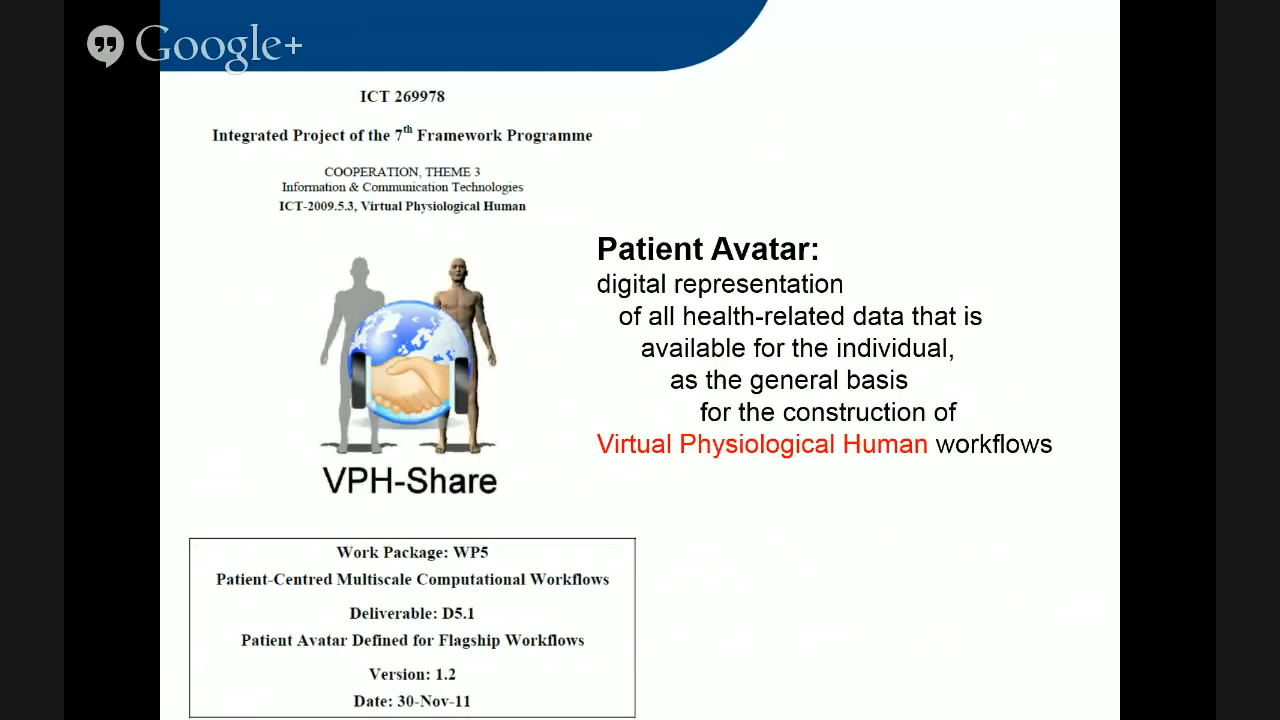 Google+
ICT 269978
Integrated Project of the 7th Framework Programme
COOPERATION, THEME 3
Information & Communication Technologies
ICT-2009.5.3, Virtual Physiological Human
Patient Avatar:
digital representation
of all health-related data that is
available for the individual,
as the general basis
for the construction of
Virtual Physiological Human workflows
VPH-Share
Work Package: WP5
Patient-Centred Multiscale Computational Workflows
Deliverable: D5.1
Patient Avatar Defined for Flagship Workflows
Version: 1.2
Date: 30-Nov-11